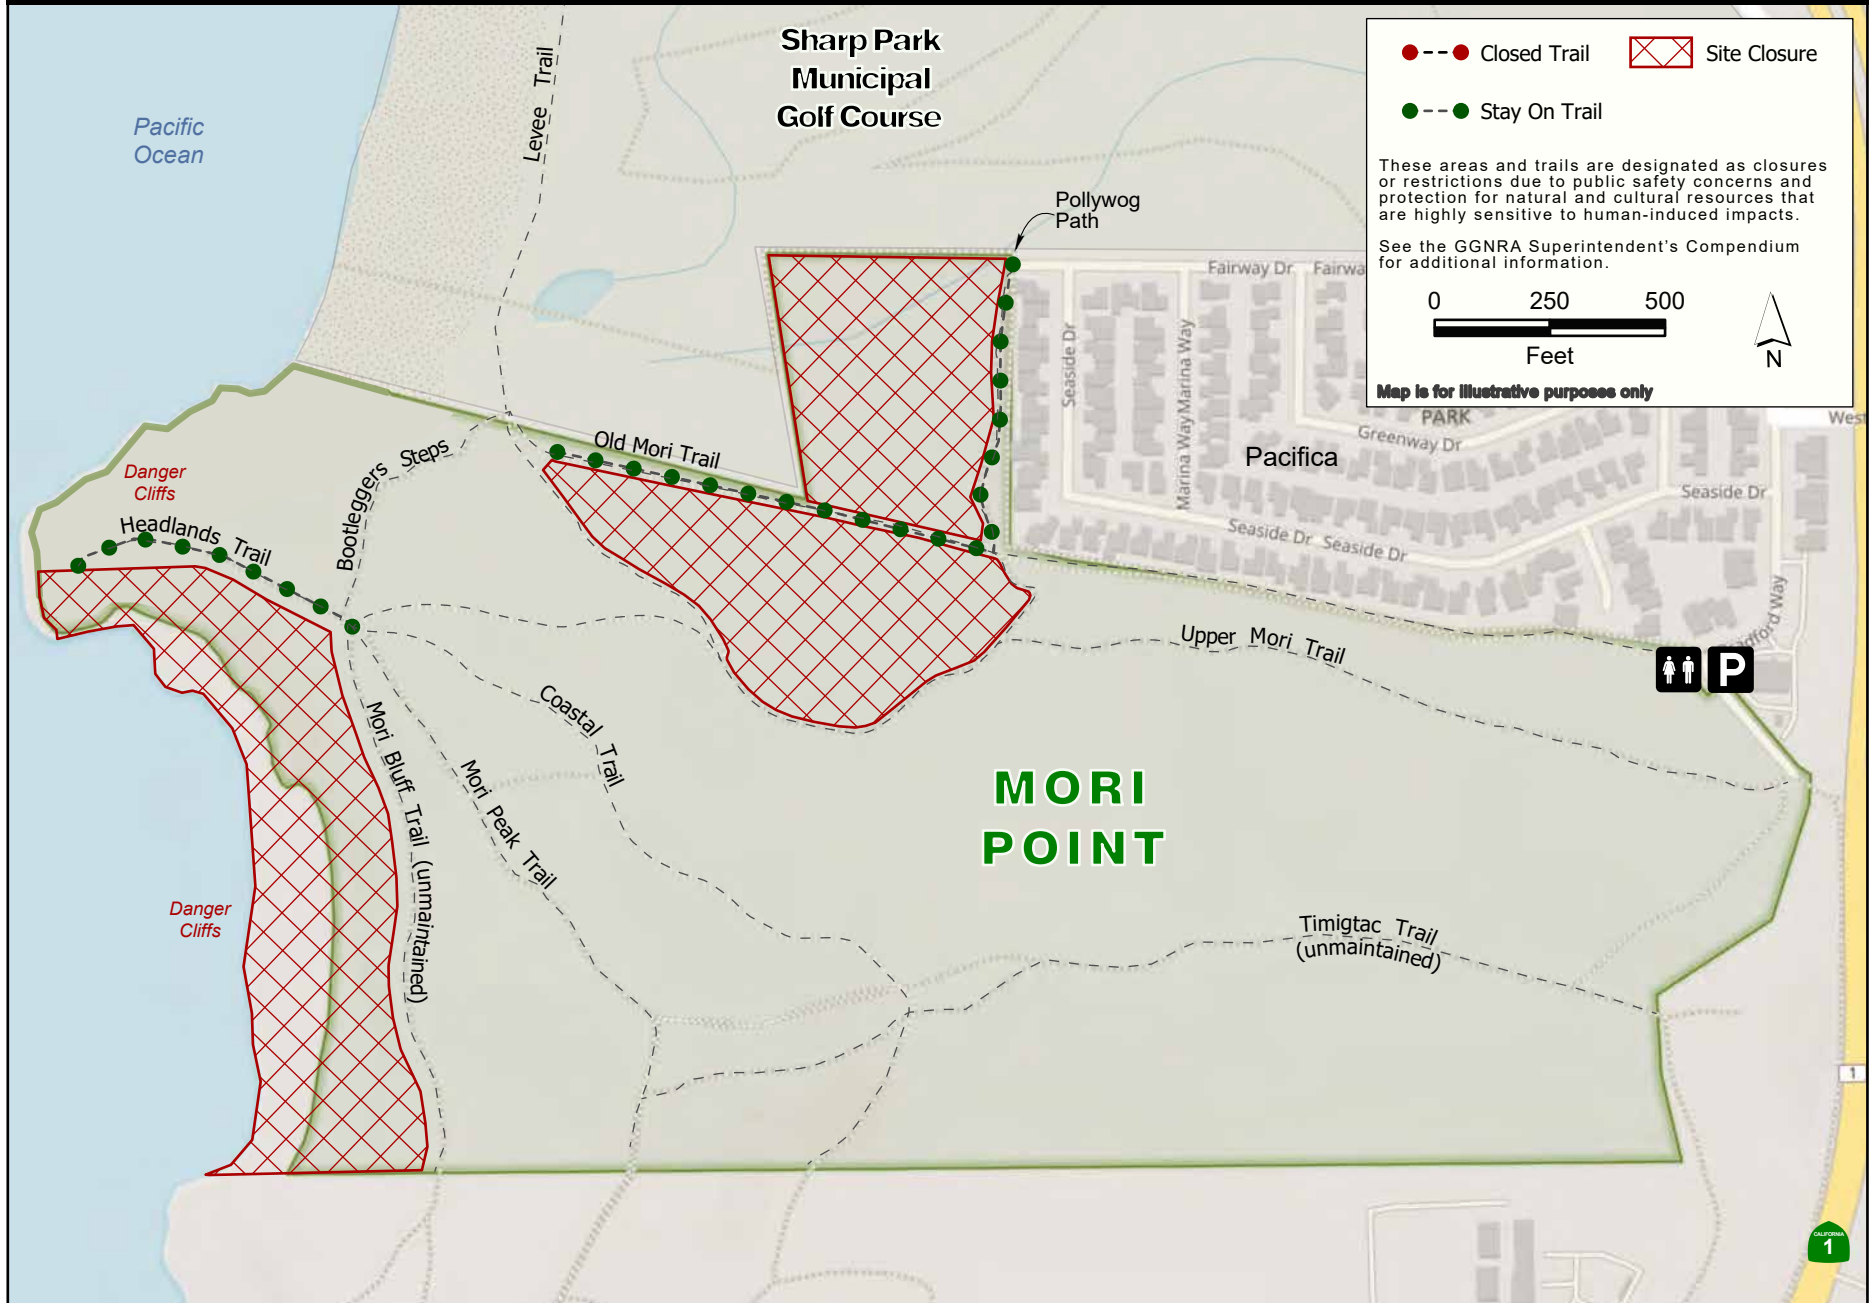 Sharp Park
Municipal
Golf Course
Pacific
Ocean
Levee Trail
Closed Trail
Site Closure
Stay On Trail
These areas and trails are designated as closures
or restrictions due to public safety concerns and
protection for natural and cultural resources that
are highly sensitive to human-induced impacts.
See the GGNRA Superintendent's Compendium
for additional information.
0 250 500
Feet
N
Map is for illustrative purposes only
Pollywog
Path
Fairway Dr
Fairwa
Seaside Dr
Marina Way
Marina Way
PARK
Greenway Dr
West
Pacifica
Seaside Dr
Seaside Dr
Seaside Dr
Old Mori Trail
Bootleggers Steps
Danger
Cliffs
Headlands Trail
Upper Mori Trail
dford Way
P
Coastal Trail
Mori Bluff Trail (unmaintained)
Mori Peak Trail
MORI
POINT
Danger
Cliffs
Timigtac Trail
(unmaintained)
1
CALIFORNIA
1